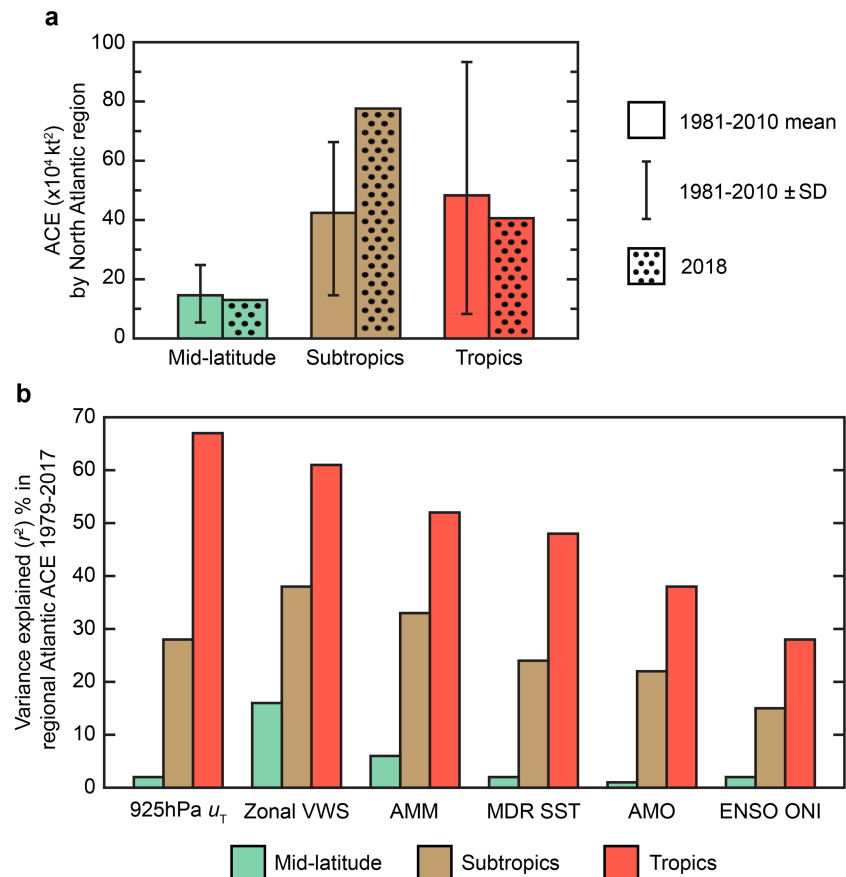 a
ACE (x10⁴ kt²)
by North Atlantic region
100
80
60
40
20
0
Mid-latitude Subtropics Tropics
1981-2010 mean
1981-2010 ± SD
2018
b
Variance explained (r²) % in
regional Atlantic ACE 1979-2017
70
60
50
40
30
20
10
0
925hPa u_T Zonal VWS AMM MDR SST AMO ENSO ONI
Mid-latitude Subtropics Tropics